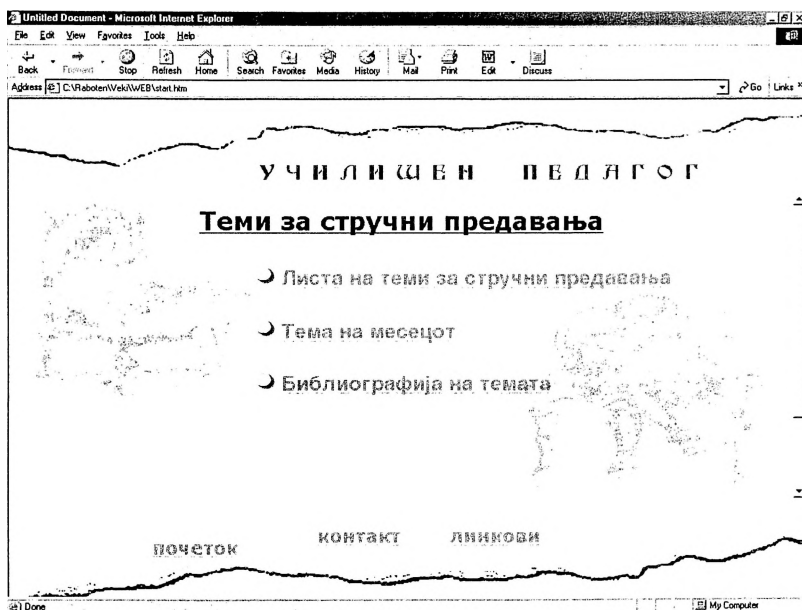 Untitled Document - Microsoft Internet Explorer
File Edit View Favorites Tools Help
Back Forward Stop Refresh Home Search Favorites Media History Mail Print Edit Discuss
Address C:\Raboten\Veki\WEB\start.htm Go Links »
УЧИЛИШЕН ПЕДАГОГ
Теми за стручни предавања
Листа на теми за стручни предавања
Тема на месецот
Библиографија на темата
почеток контакт линкови
Done My Computer